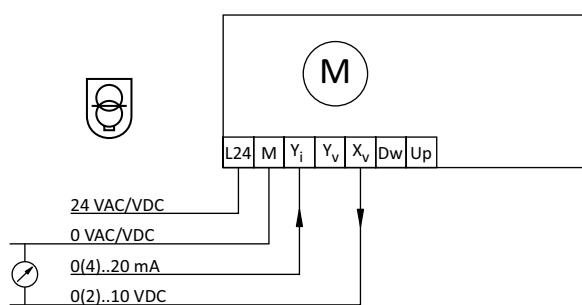 M
L24 M Yi Yv Xv Dw Up
24 VAC/VDC
0 VAC/VDC
0(4)..20 mA
0(2)..10 VDC